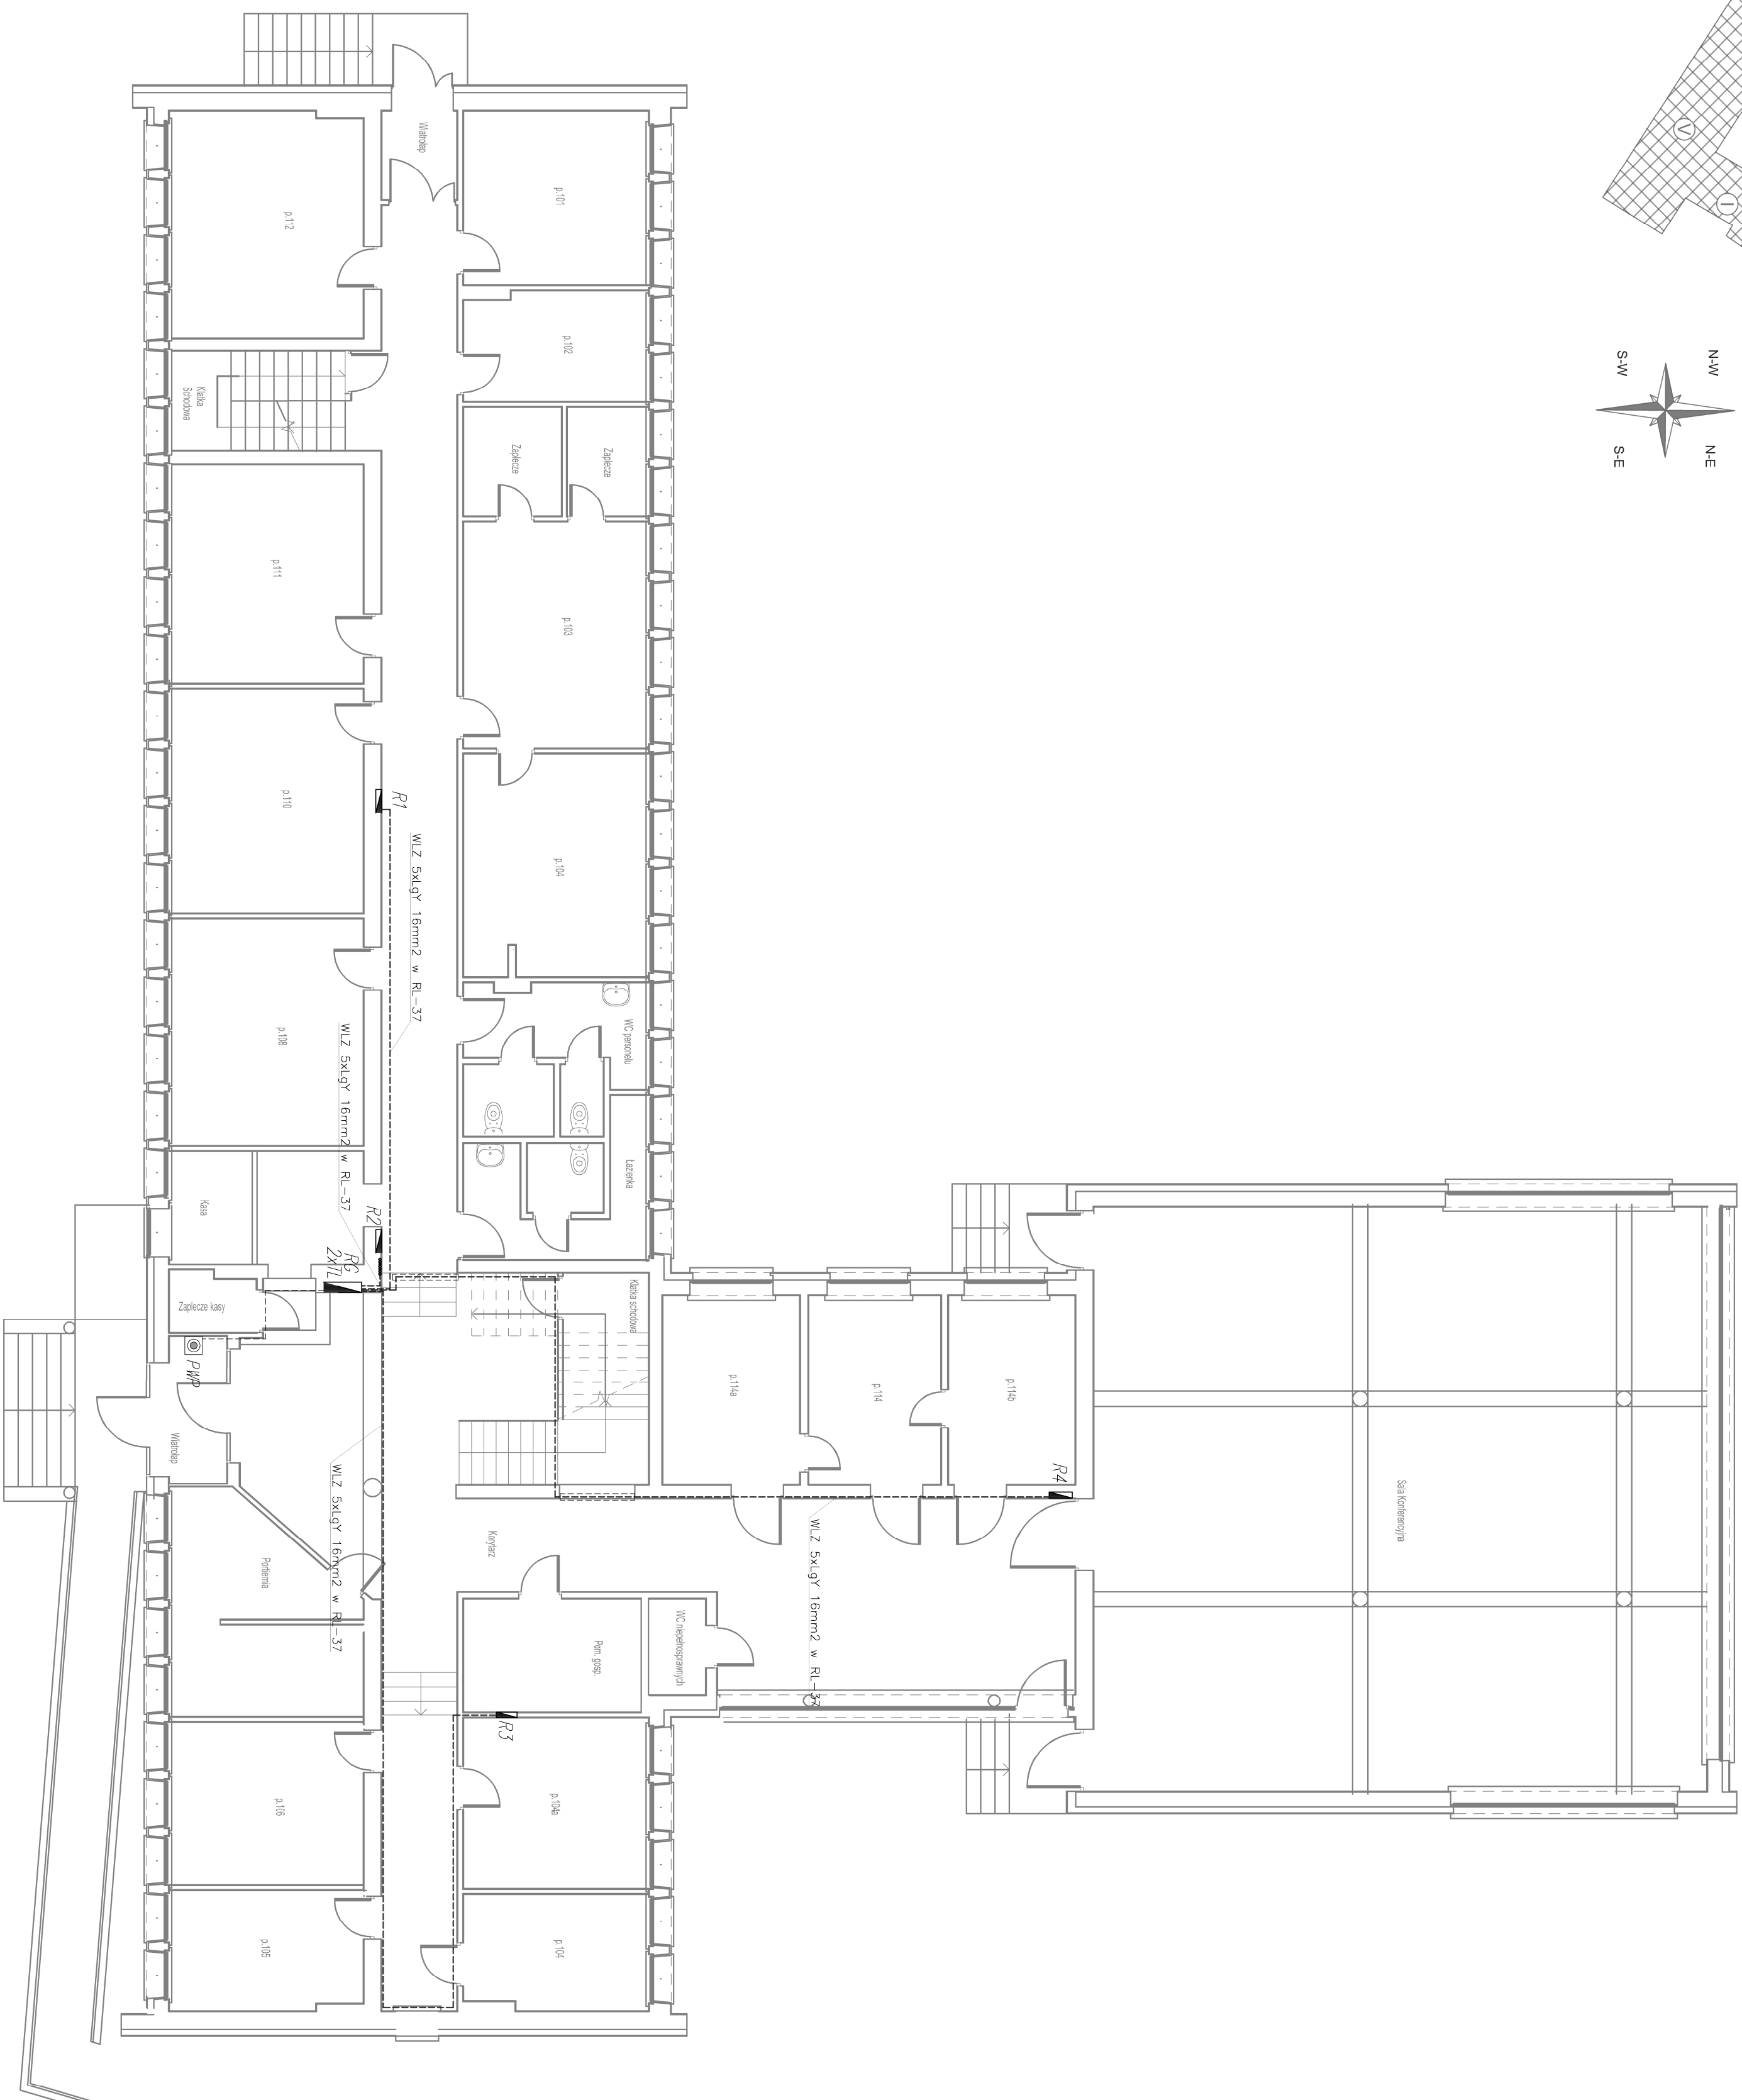 V
I
N-W
N-E
S-W
S-E
Wiatrołap
p.101
p.112
p.102
Klatka
Schodowa
Zaplecze
Zaplecze
p.111
p.103
p.110
R1
WLZ 5xLgY 16mm2 w RL-37
p.104
WC personelu
p.108
WLZ 5xLgY 16mm2 w RL-37
Łazienka
Kasa
R2
RG
2xTL
Zaplecze kasy
Klatka schodowa
PWP
p.114a
p.114
p.114b
Wiatrołap
WLZ 5xLgY 16mm2 w RL-37
R4
Sala Konferencyjna
Korytarz
WLZ 5xLgY 16mm2 w RL-37
Portiernia
Pom. gosp.
WC niepełnosprawnych
R3
p.106
p.104a
p.105
p.104